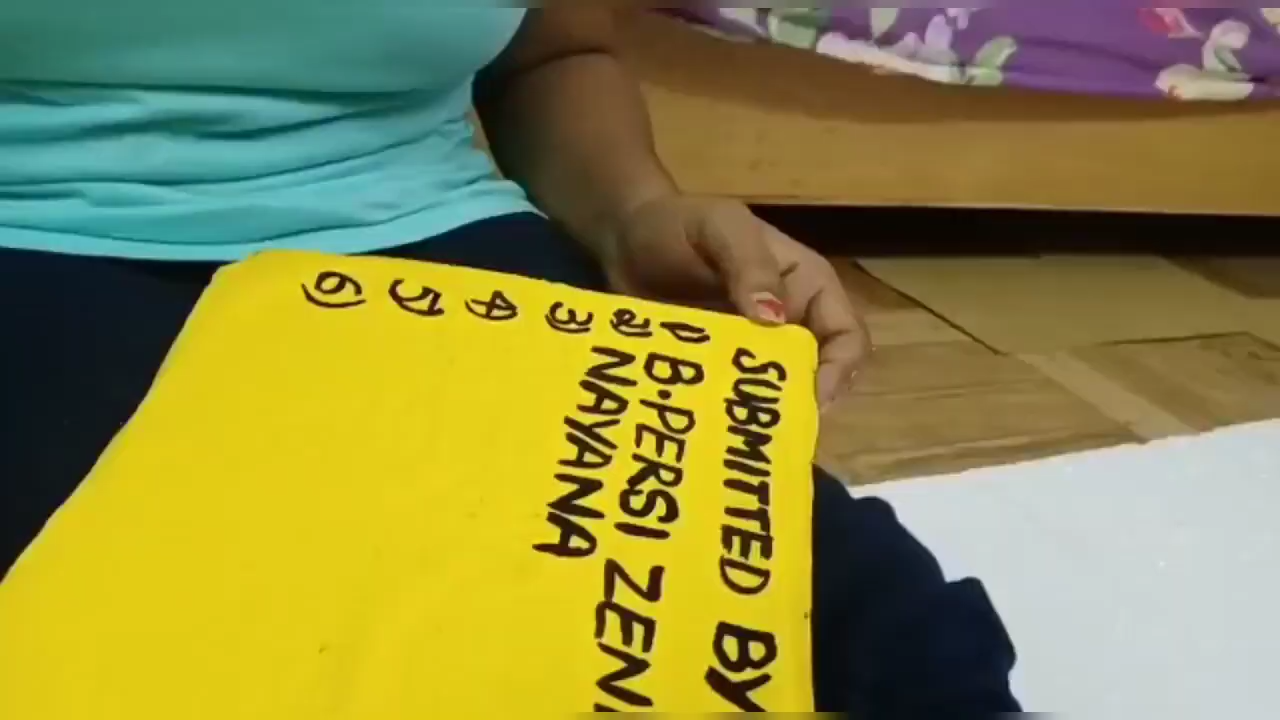 SUBMITTED BY
1) B. PERSI ZEN
2) NAYANA
3)
4)
5)
6)